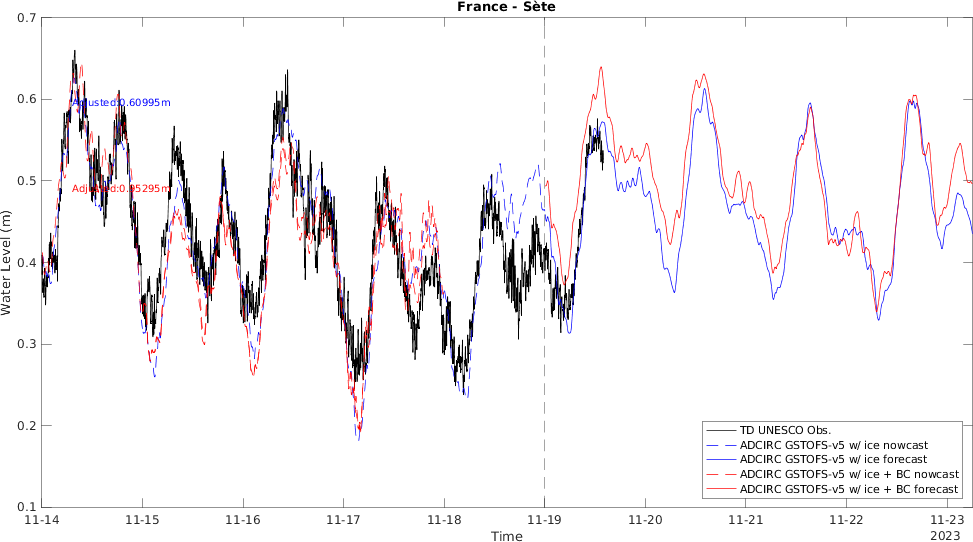 France - Sète
0.7
0.6
0.5
0.4
0.3
0.2
0.1
Water Level (m)
Adjusted:0.60995m
TD UNESCO Obs.
ADCIRC GSTOFS-v5 w/ ice nowcast
ADCIRC GSTOFS-v5 w/ ice forecast
ADCIRC GSTOFS-v5 w/ ice + BC nowcast
ADCIRC GSTOFS-v5 w/ ice + BC forecast
11-14 11-15 11-16 11-17 11-18 11-19 11-20 11-21 11-22 11-23
Time
2023